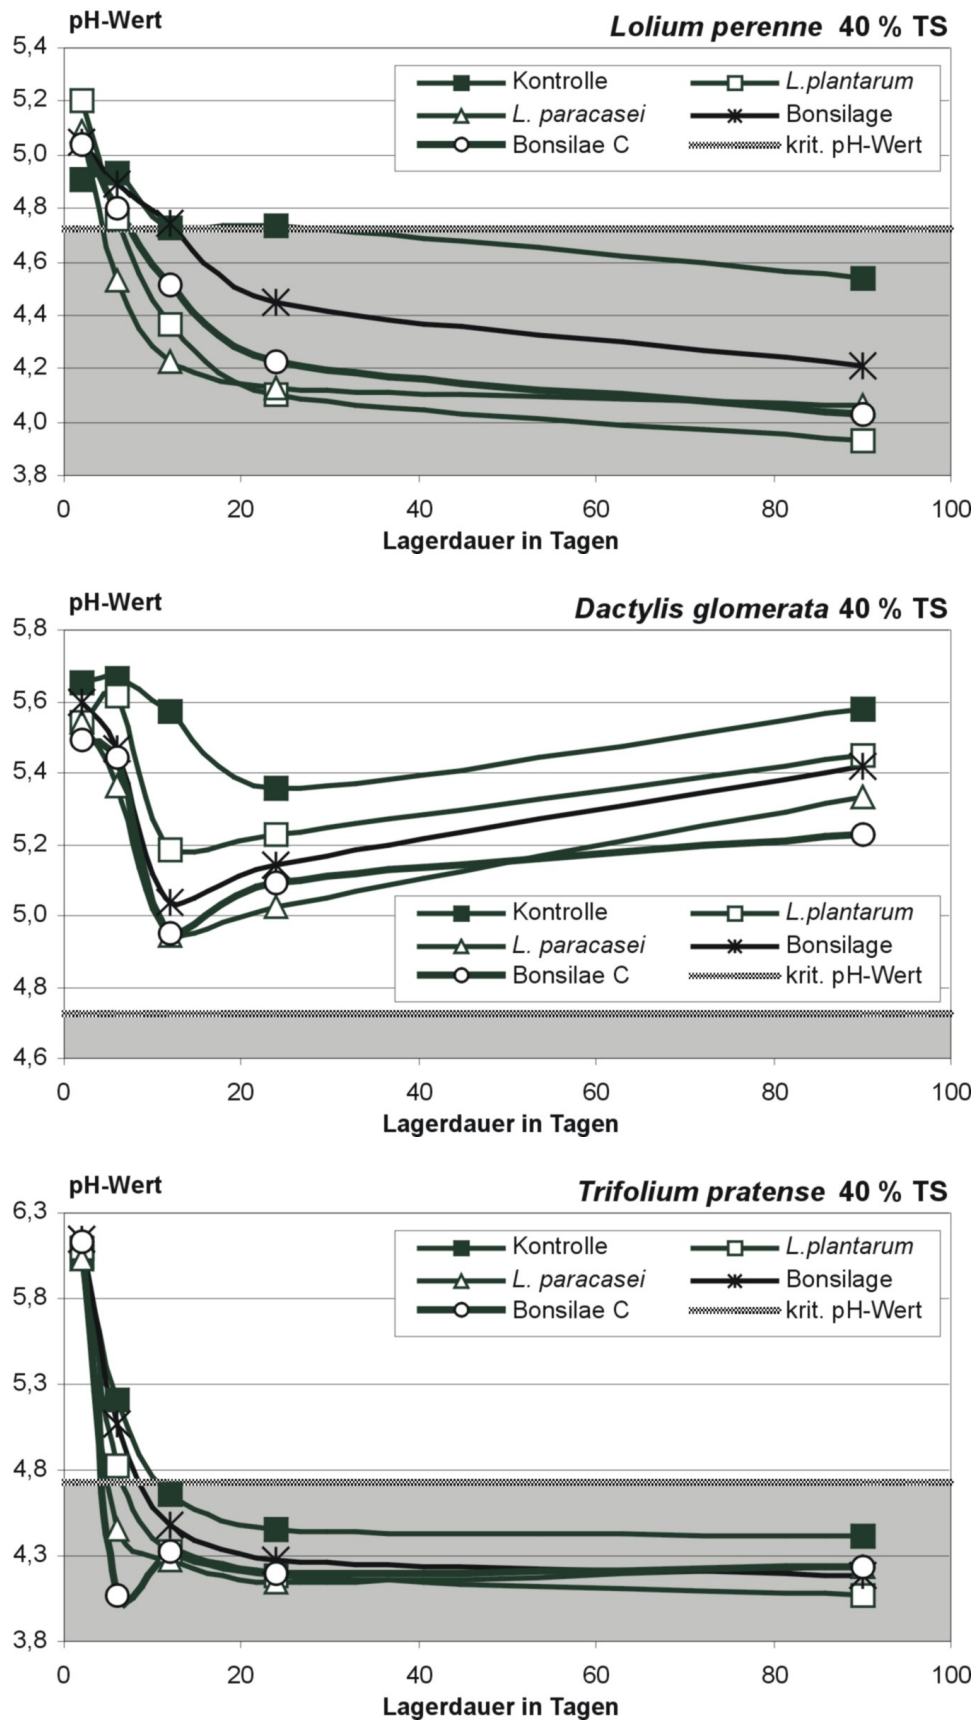 pH-Wert
Lolium perenne 40 % TS
5,4
5,2
5,0
4,8
4,6
4,4
4,2
4,0
3,8
Kontrolle
L.plantarum
L. paracasei
Bonsilage
Bonsilae C
krit. pH-Wert
0 20 40 60 80 100
Lagerdauer in Tagen
pH-Wert
Dactylis glomerata 40 % TS
5,8
5,6
5,4
5,2
5,0
4,8
4,6
Kontrolle
L.plantarum
L. paracasei
Bonsilage
Bonsilae C
krit. pH-Wert
0 20 40 60 80 100
Lagerdauer in Tagen
pH-Wert
Trifolium pratense 40 % TS
6,3
5,8
5,3
4,8
4,3
3,8
Kontrolle
L.plantarum
L. paracasei
Bonsilage
Bonsilae C
krit. pH-Wert
0 20 40 60 80 100
Lagerdauer in Tagen